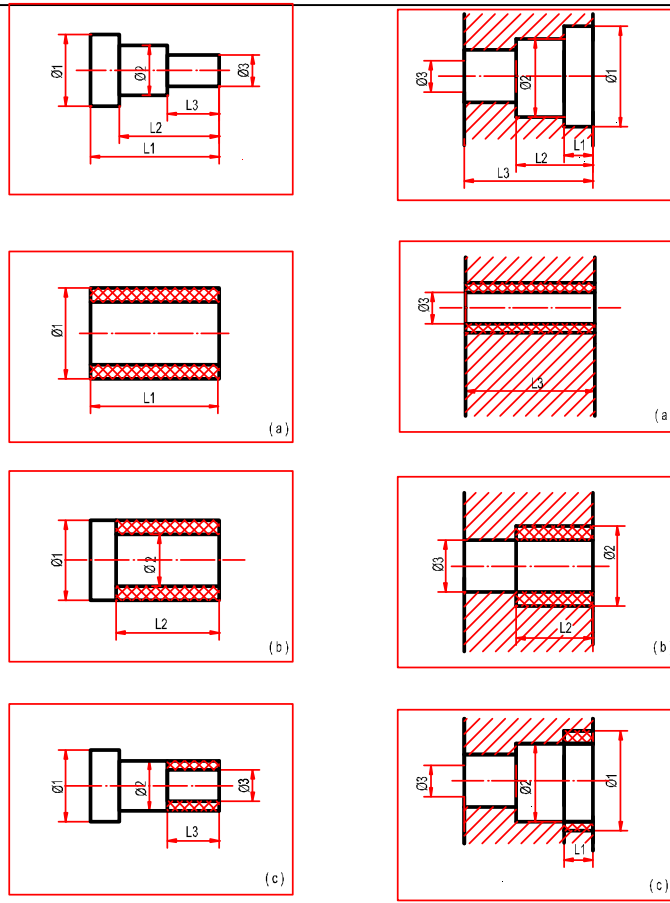 Ø1 Ø2 Ø3
L3
L2
L1
Ø3 Ø2 Ø1
L1
L2
L3
Ø1
L1
(a)
Ø3
L3
(a
Ø1 Ø2
L2
(b)
Ø3 Ø2
L2
(b
Ø1 Ø2 Ø3
L3
(c)
Ø3 Ø2 Ø1
L1
(c)